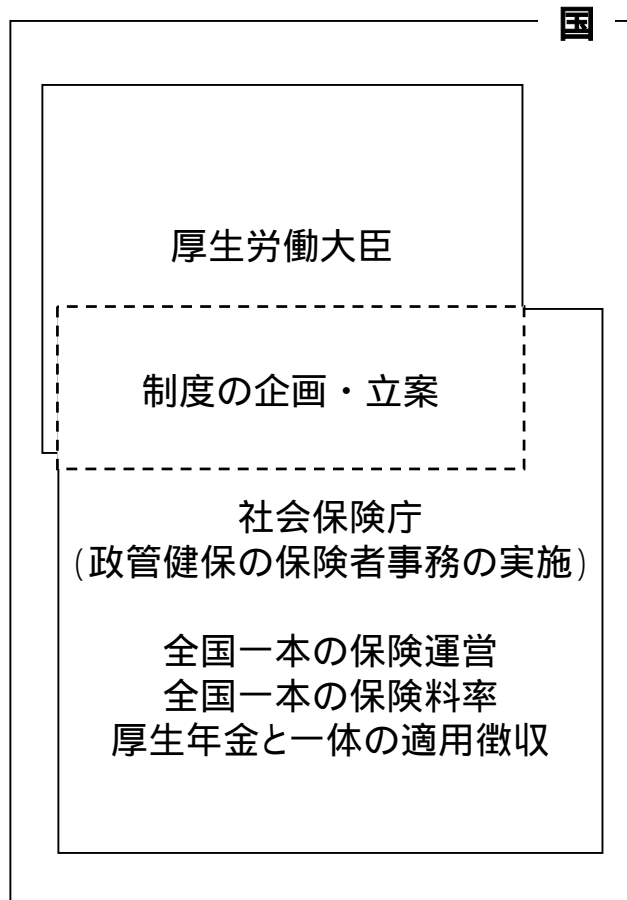 国
厚生労働大臣
制度の企画・立案
社会保険庁
(政管健保の保険者事務の実施)
全国一本の保険運営
全国一本の保険料率
厚生年金と一体の適用徴収